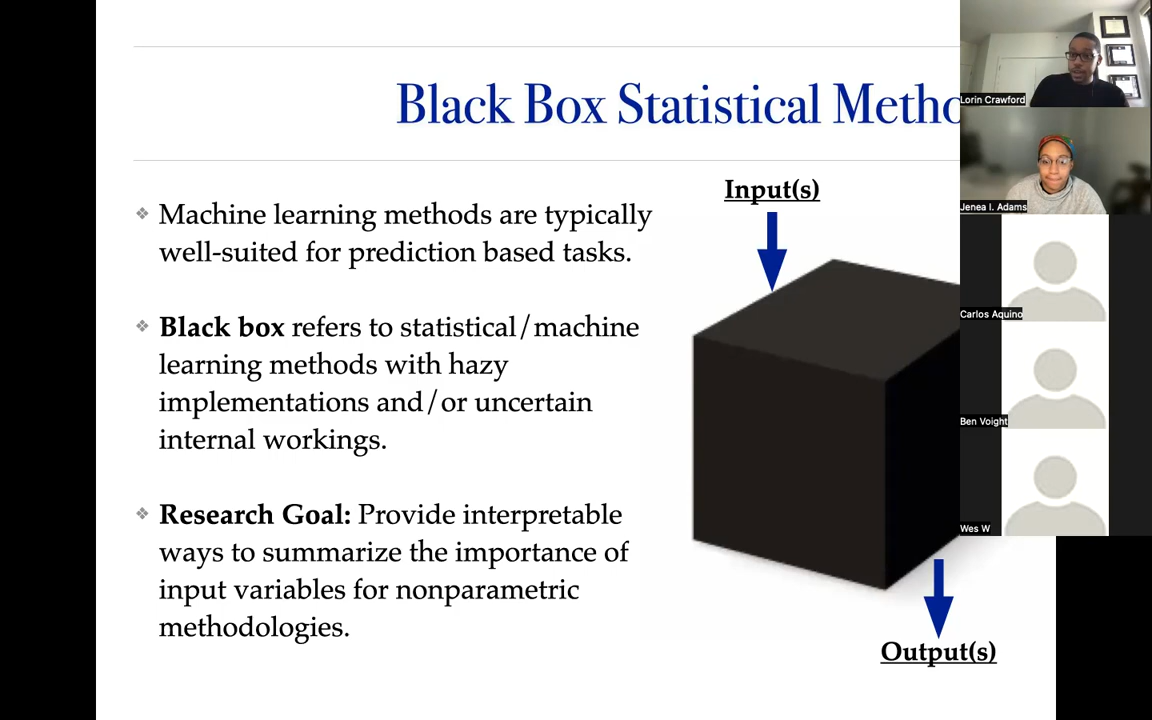 Black Box Statistical Metho
Input(s)
❖ Machine learning methods are typically
well-suited for prediction based tasks.
❖ Black box refers to statistical/machine
learning methods with hazy
implementations and/or uncertain
internal workings.
❖ Research Goal: Provide interpretable
ways to summarize the importance of
input variables for nonparametric
methodologies.
Output(s)
Lorin Crawford
Jenea I. Adams
Carlos Aquino
Ben Voight
Wes W